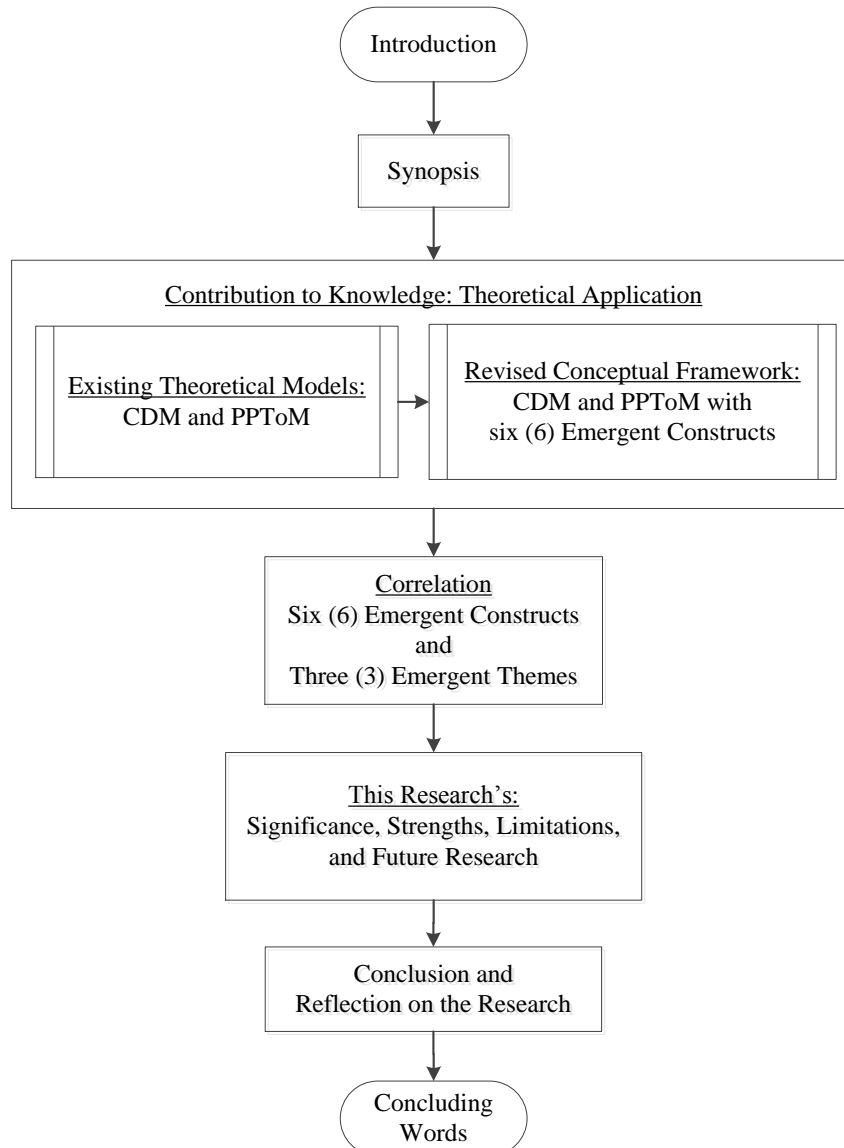 Introduction
Synopsis
Contribution to Knowledge: Theoretical Application
Existing Theoretical Models:
CDM and PPToM
Revised Conceptual Framework:
CDM and PPToM with
six (6) Emergent Constructs
Correlation
Six (6) Emergent Constructs
and
Three (3) Emergent Themes
This Research’s:
Significance, Strengths, Limitations,
and Future Research
Conclusion and
Reflection on the Research
Concluding
Words